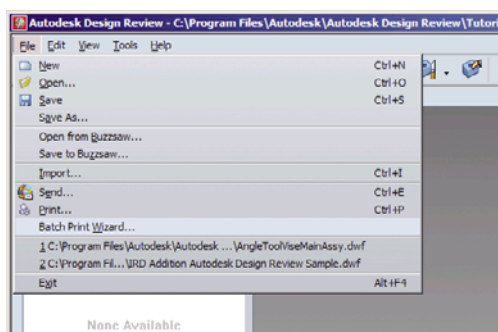 Autodesk Design Review - C:\Program Files\Autodesk\Autodesk Design Review\Tutori
File Edit View Tools Help
New Ctrl+N
Open... Ctrl+O
Save Ctrl+S
Save As...
Open from Buzzsaw...
Save to Buzzsaw...
Import... Ctrl+I
Send... Ctrl+E
Print... Ctrl+P
Batch Print Wizard...
1 C:\Program Files\Autodesk\Autodesk ...\AngleToolViseMainAssy.dwf
2 C:\Program Fil...\IRD Addition Autodesk Design Review Sample.dwf
Exit Alt+F4
None Available